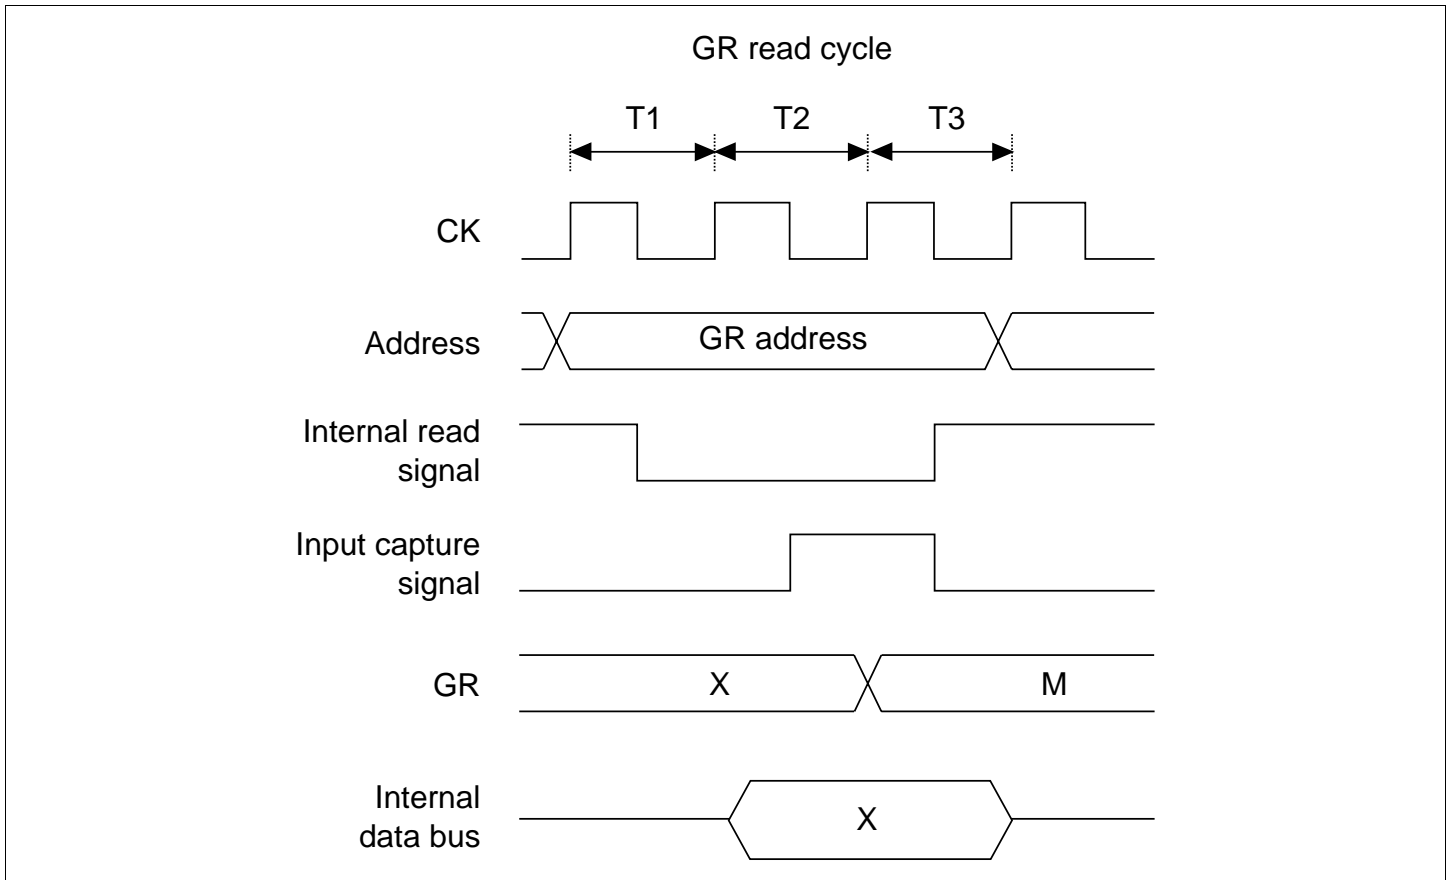 GR read cycle
T1 T2 T3
CK
Address
GR address
Internal read
signal
Input capture
signal
GR
X
M
Internal
data bus
X